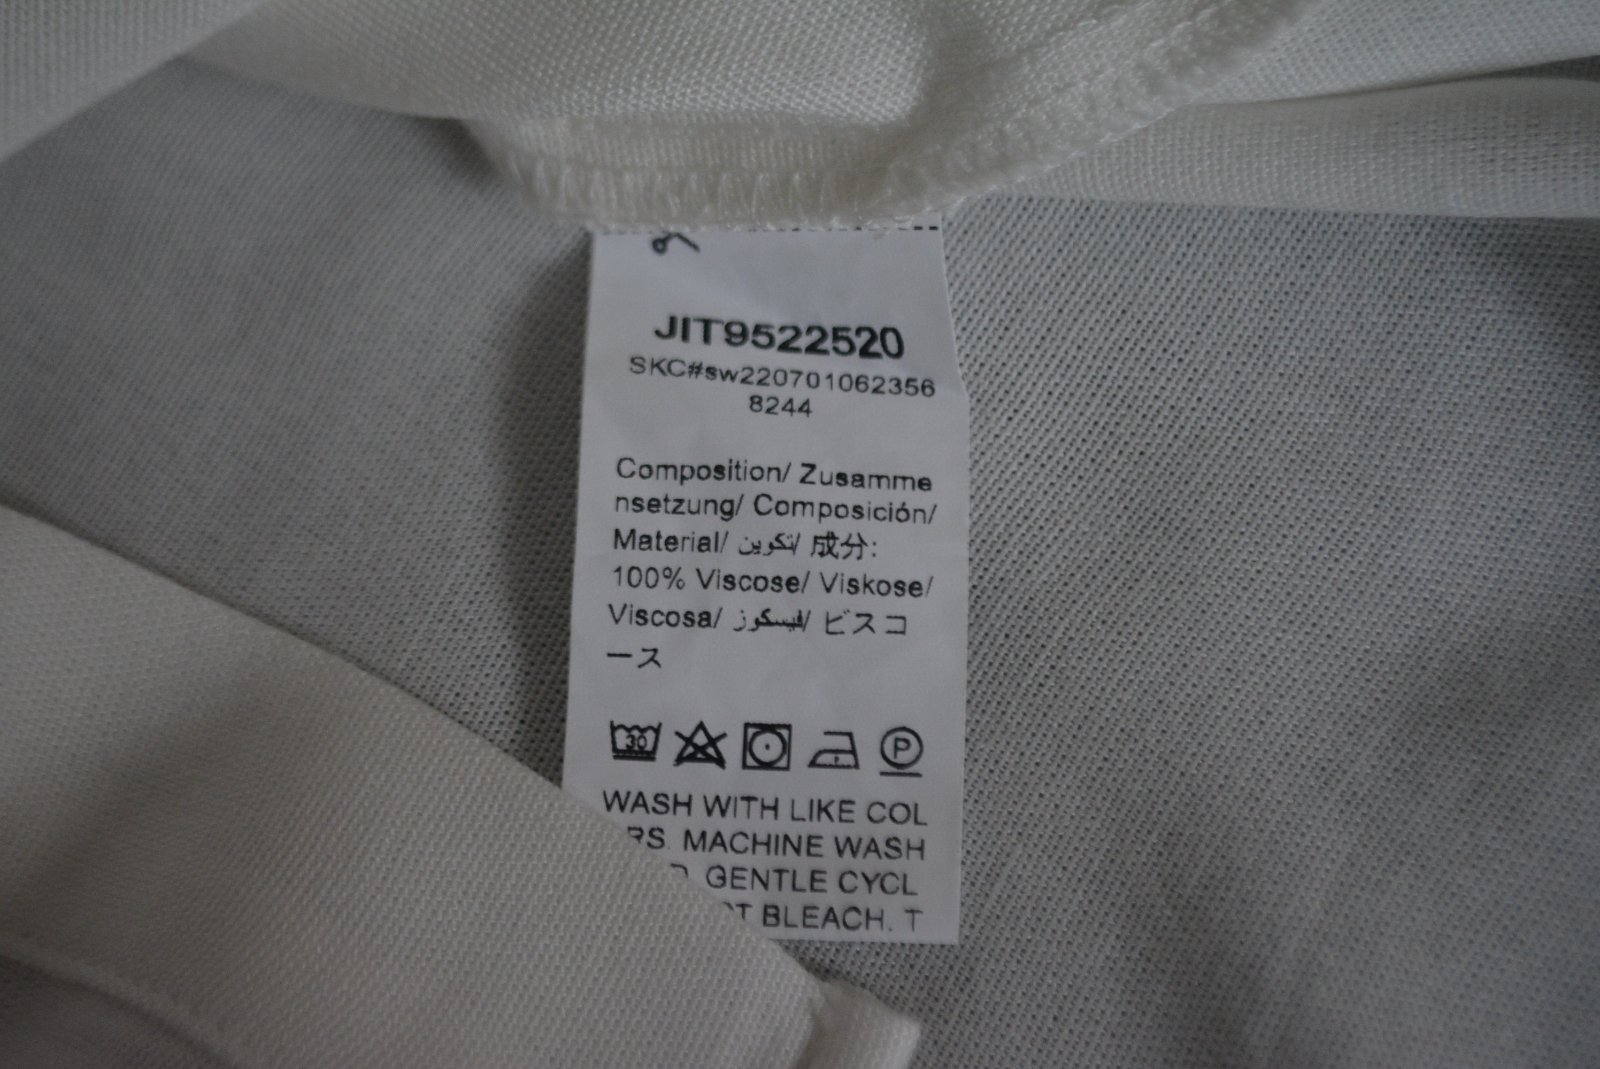 JIT9522520
SKC#sw220701062356
8244
Composition/ Zusamme
nsetzung/ Composición/
Material/ تكوين/ 成分:
100% Viscose/ Viskose/
Viscosa/ فيسكوز/ ビスコ
ース
30 P
WASH WITH LIKE COL
RS. MACHINE WASH
GENTLE CYCL
BLEACH. T